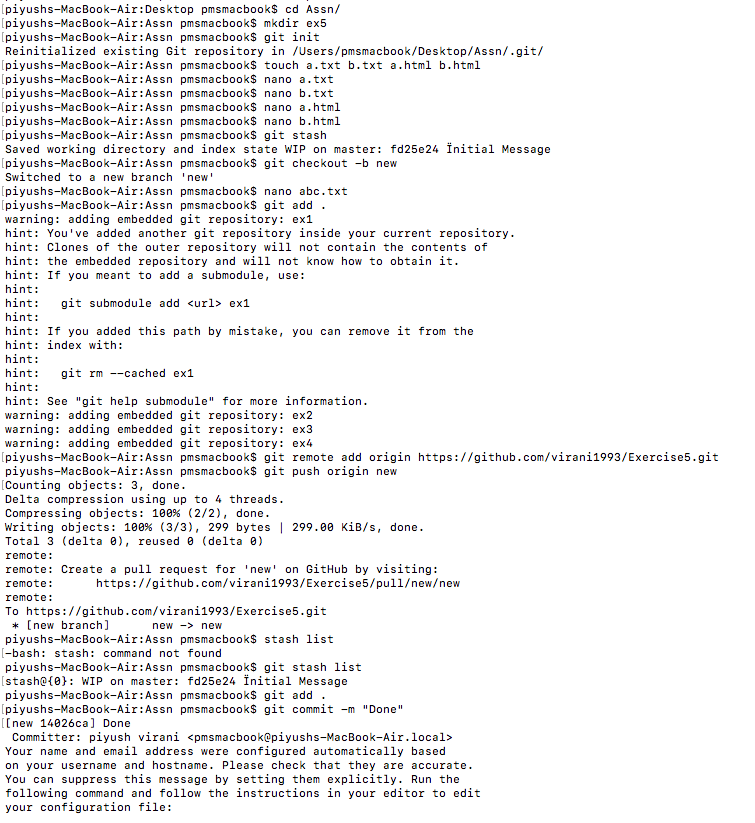 [piyushs-MacBook-Air:Desktop pmsmacbook$ cd Assn/
[piyushs-MacBook-Air:Assn pmsmacbook$ mkdir ex5
[piyushs-MacBook-Air:Assn pmsmacbook$ git init
Reinitialized existing Git repository in /Users/pmsmacbook/Desktop/Assn/.git/
[piyushs-MacBook-Air:Assn pmsmacbook$ touch a.txt b.txt a.html b.html
[piyushs-MacBook-Air:Assn pmsmacbook$ nano a.txt
[piyushs-MacBook-Air:Assn pmsmacbook$ nano b.txt
[piyushs-MacBook-Air:Assn pmsmacbook$ nano a.html
[piyushs-MacBook-Air:Assn pmsmacbook$ nano b.html
[piyushs-MacBook-Air:Assn pmsmacbook$ git stash
Saved working directory and index state WIP on master: fd25e24 Ïnitial Message
[piyushs-MacBook-Air:Assn pmsmacbook$ git checkout -b new
Switched to a new branch 'new'
[piyushs-MacBook-Air:Assn pmsmacbook$ nano abc.txt
[piyushs-MacBook-Air:Assn pmsmacbook$ git add .
warning: adding embedded git repository: ex1
hint: You've added another git repository inside your current repository.
hint: Clones of the outer repository will not contain the contents of
hint: the embedded repository and will not know how to obtain it.
hint: If you meant to add a submodule, use:
hint:
hint:   git submodule add <url> ex1
hint:
hint: If you added this path by mistake, you can remove it from the
hint: index with:
hint:
hint:   git rm --cached ex1
hint:
hint: See "git help submodule" for more information.
warning: adding embedded git repository: ex2
warning: adding embedded git repository: ex3
warning: adding embedded git repository: ex4
[piyushs-MacBook-Air:Assn pmsmacbook$ git remote add origin https://github.com/virani1993/Exercise5.git
piyushs-MacBook-Air:Assn pmsmacbook$ git push origin new
[Counting objects: 3, done.
Delta compression using up to 4 threads.
Compressing objects: 100% (2/2), done.
Writing objects: 100% (3/3), 299 bytes | 299.00 KiB/s, done.
Total 3 (delta 0), reused 0 (delta 0)
remote:
remote: Create a pull request for 'new' on GitHub by visiting:
remote:      https://github.com/virani1993/Exercise5/pull/new/new
remote:
To https://github.com/virani1993/Exercise5.git
 * [new branch]      new -> new
piyushs-MacBook-Air:Assn pmsmacbook$ stash list
[-bash: stash: command not found
piyushs-MacBook-Air:Assn pmsmacbook$ git stash list
[stash@{0}: WIP on master: fd25e24 Ïnitial Message
piyushs-MacBook-Air:Assn pmsmacbook$ git add .
[piyushs-MacBook-Air:Assn pmsmacbook$ git commit -m "Done"
[[new 14026ca] Done
 Committer: piyush virani <pmsmacbook@piyushs-MacBook-Air.local>
Your name and email address were configured automatically based
on your username and hostname. Please check that they are accurate.
You can suppress this message by setting them explicitly. Run the
following command and follow the instructions in your editor to edit
your configuration file: